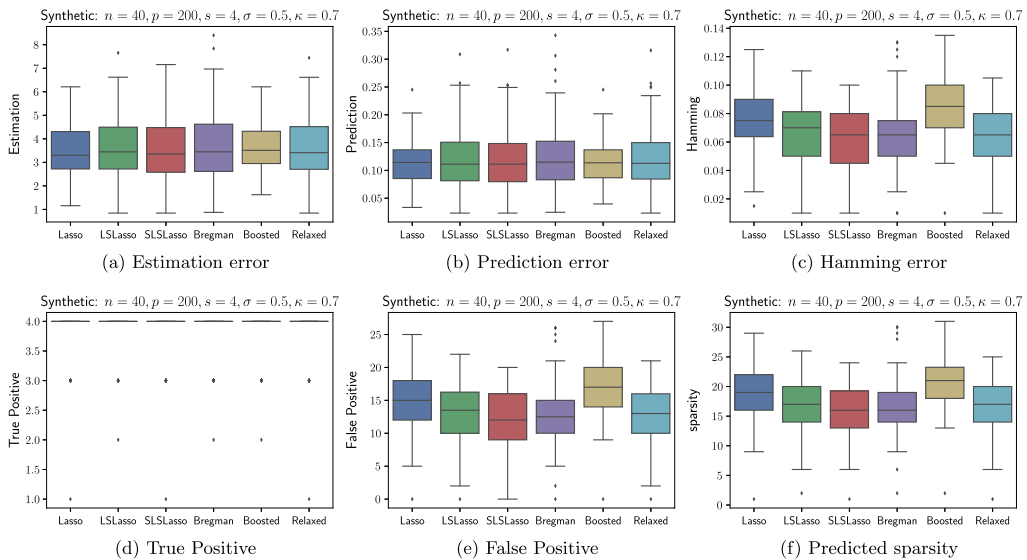 Synthetic: n = 40, p = 200, s = 4, σ = 0.5, κ = 0.7
8
7
6
5
4
3
2
1
Estimation
Lasso LSLasso SLSLasso Bregman Boosted Relaxed
(a) Estimation error
Synthetic: n = 40, p = 200, s = 4, σ = 0.5, κ = 0.7
0.35
0.30
0.25
0.20
0.15
0.10
0.05
Prediction
Lasso LSLasso SLSLasso Bregman Boosted Relaxed
(b) Prediction error
Synthetic: n = 40, p = 200, s = 4, σ = 0.5, κ = 0.7
0.14
0.12
0.10
0.08
0.06
0.04
0.02
Hamming
Lasso LSLasso SLSLasso Bregman Boosted Relaxed
(c) Hamming error
Synthetic: n = 40, p = 200, s = 4, σ = 0.5, κ = 0.7
4.0
3.5
3.0
2.5
2.0
1.5
1.0
True Positive
Lasso LSLasso SLSLasso Bregman Boosted Relaxed
(d) True Positive
Synthetic: n = 40, p = 200, s = 4, σ = 0.5, κ = 0.7
25
20
15
10
5
0
False Positive
Lasso LSLasso SLSLasso Bregman Boosted Relaxed
(e) False Positive
Synthetic: n = 40, p = 200, s = 4, σ = 0.5, κ = 0.7
30
25
20
15
10
5
0
sparsity
Lasso LSLasso SLSLasso Bregman Boosted Relaxed
(f) Predicted sparsity